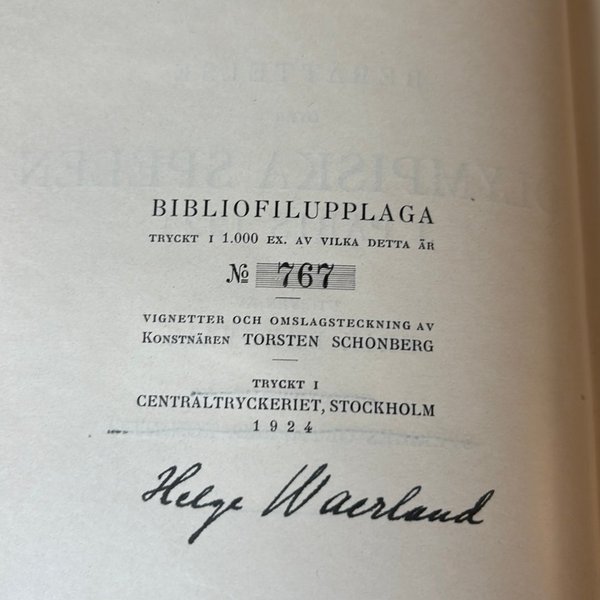 BIBLIOFILUPPLAGA
TRYCKT I 1.000 EX. AV VILKA DETTA ÄR
№ 767
VIGNETTER OCH OMSLAGSTECKNING AV
KONSTNÄREN TORSTEN SCHONBERG
TRYCKT I
CENTRALTRYCKERIET, STOCKHOLM
1924
Helge Waerland